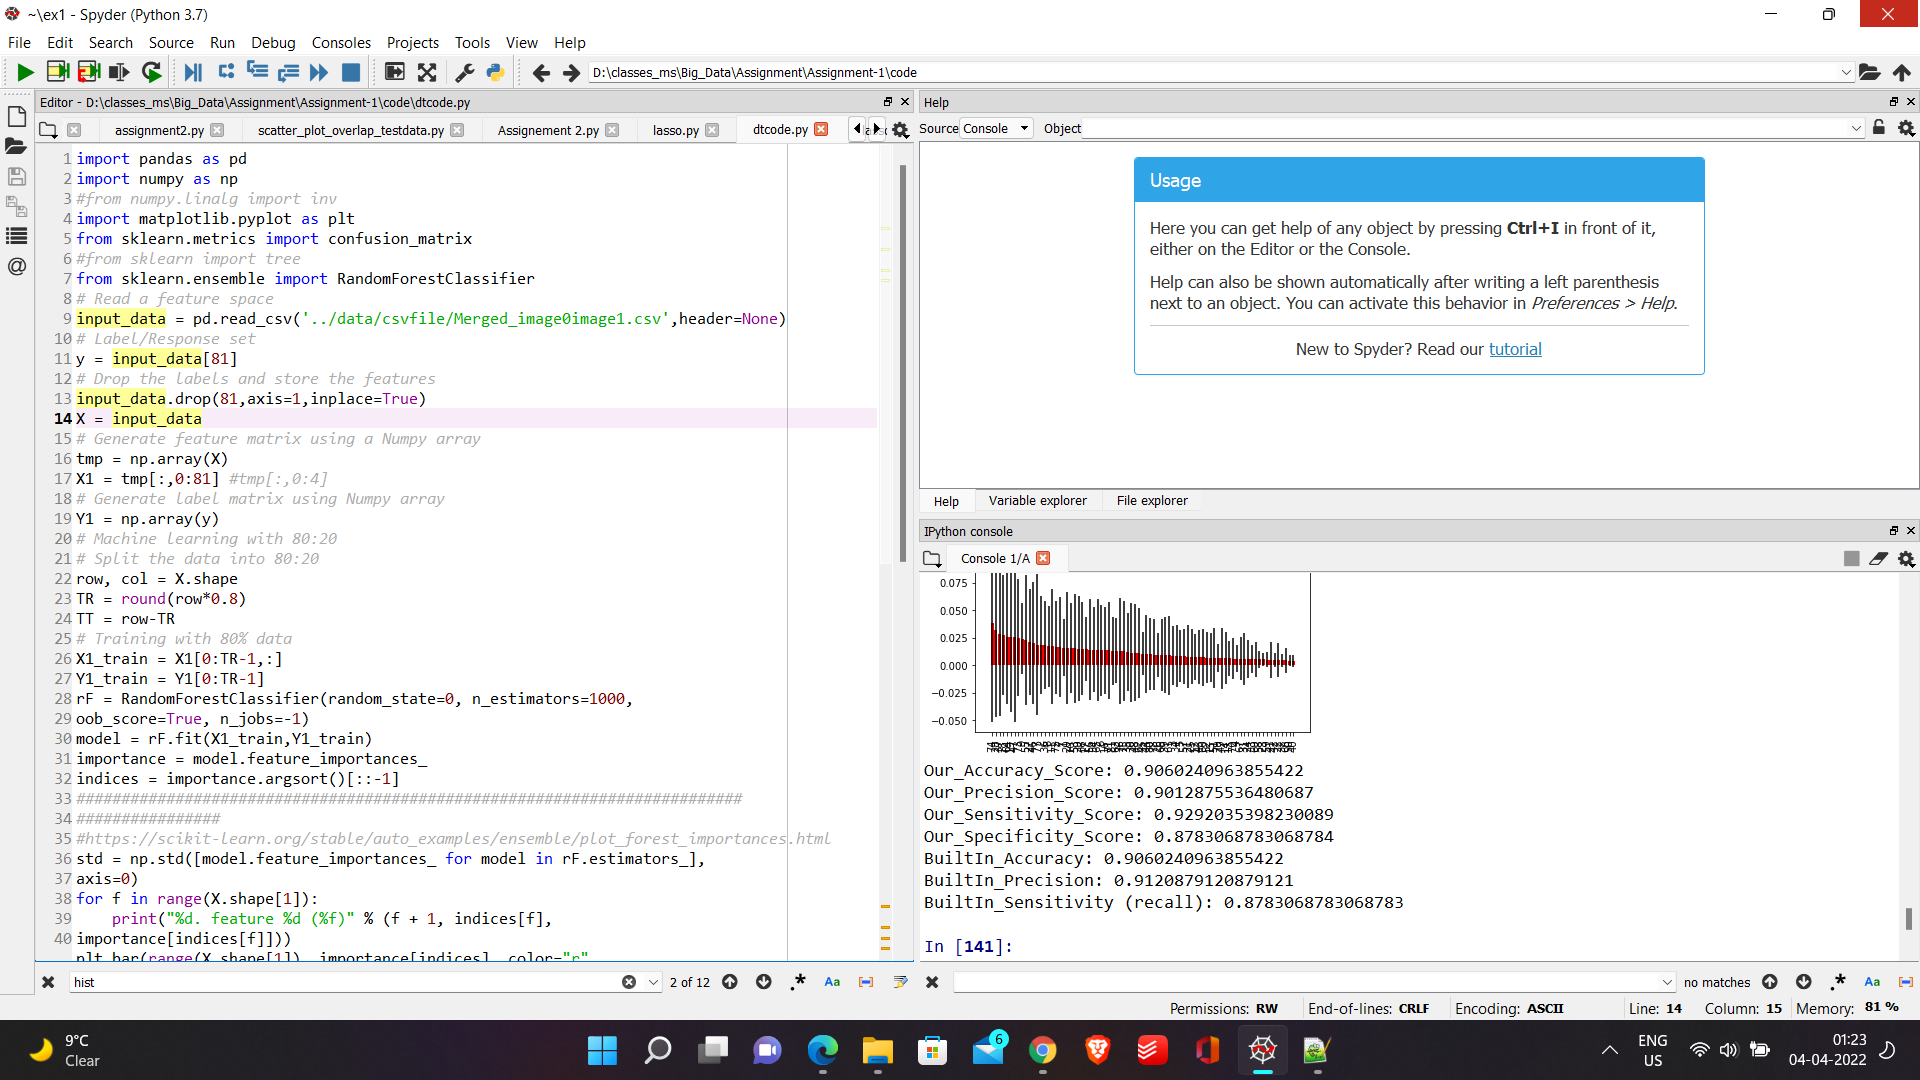 ~\ex1 - Spyder (Python 3.7)
File Edit Search Source Run Debug Consoles Projects Tools View Help
D:\classes_ms\Big_Data\Assignment\Assignment-1\code
Editor - D:\classes_ms\Big_Data\Assignment\Assignment-1\code\dtcode.py
assignment2.py scatter_plot_overlap_testdata.py Assignement 2.py lasso.py dtcode.py
1 import pandas as pd
2 import numpy as np
3 #from numpy.linalg import inv
4 import matplotlib.pyplot as plt
5 from sklearn.metrics import confusion_matrix
6 #from sklearn import tree
7 from sklearn.ensemble import RandomForestClassifier
8 # Read a feature space
9 input_data = pd.read_csv('../data/csvfile/Merged_image0image1.csv',header=None)
10 # Label/Response set
11 y = input_data[81]
12 # Drop the labels and store the features
13 input_data.drop(81,axis=1,inplace=True)
14 X = input_data
15 # Generate feature matrix using a Numpy array
16 tmp = np.array(X)
17 X1 = tmp[:,0:81] #tmp[:,0:4]
18 # Generate label matrix using Numpy array
19 Y1 = np.array(y)
20 # Machine learning with 80:20
21 # Split the data into 80:20
22 row, col = X.shape
23 TR = round(row*0.8)
24 TT = row-TR
25 # Training with 80% data
26 X1_train = X1[0:TR-1,:]
27 Y1_train = Y1[0:TR-1]
28 rF = RandomForestClassifier(random_state=0, n_estimators=1000,
29 oob_score=True, n_jobs=-1)
30 model = rF.fit(X1_train,Y1_train)
31 importance = model.feature_importances_
32 indices = importance.argsort()[::-1]
33 ##########################################################################
34 ################
35 #https://scikit-learn.org/stable/auto_examples/ensemble/plot_forest_importances.html
36 std = np.std([model.feature_importances_ for model in rF.estimators_],
37 axis=0)
38 for f in range(X.shape[1]):
39 print("%d. feature %d (%f)" % (f + 1, indices[f],
40 importance[indices[f]]))
plt.bar(range(X.shape[1]), importance[indices], color="r",
hist 2 of 12
Help
Source Console Object
Usage
Here you can get help of any object by pressing Ctrl+I in front of it,
either on the Editor or the Console.
Help can also be shown automatically after writing a left parenthesis
next to an object. You can activate this behavior in Preferences > Help.
New to Spyder? Read our tutorial
Help Variable explorer File explorer
IPython console
Console 1/A
0.075
0.050
0.025
0.000
−0.025
−0.050
Our_Accuracy_Score: 0.9060240963855422
Our_Precision_Score: 0.9012875536480687
Our_Sensitivity_Score: 0.9292035398230089
Our_Specificity_Score: 0.8783068783068784
BuiltIn_Accuracy: 0.9060240963855422
BuiltIn_Precision: 0.9120879120879121
BuiltIn_Sensitivity (recall): 0.8783068783068783
In [141]:
no matches
Permissions: RW End-of-lines: CRLF Encoding: ASCII Line: 14 Column: 15 Memory: 81 %
9°C
Clear
6
ENG
US
01:23
04-04-2022